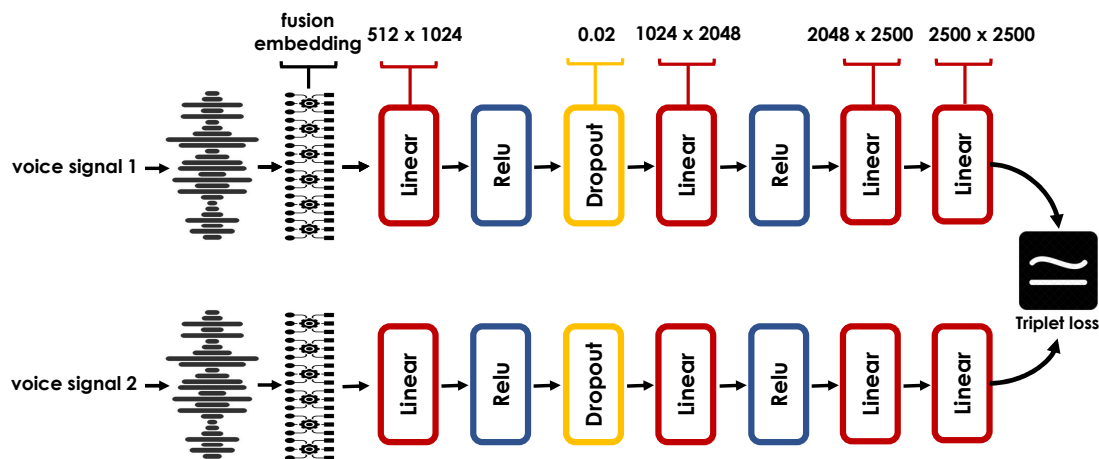 fusion
embedding
512 x 1024
0.02
1024 x 2048
2048 x 2500
2500 x 2500
voice signal 1
Linear
Relu
Dropout
Linear
Relu
Linear
Linear
Triplet loss
voice signal 2
Linear
Relu
Dropout
Linear
Relu
Linear
Linear